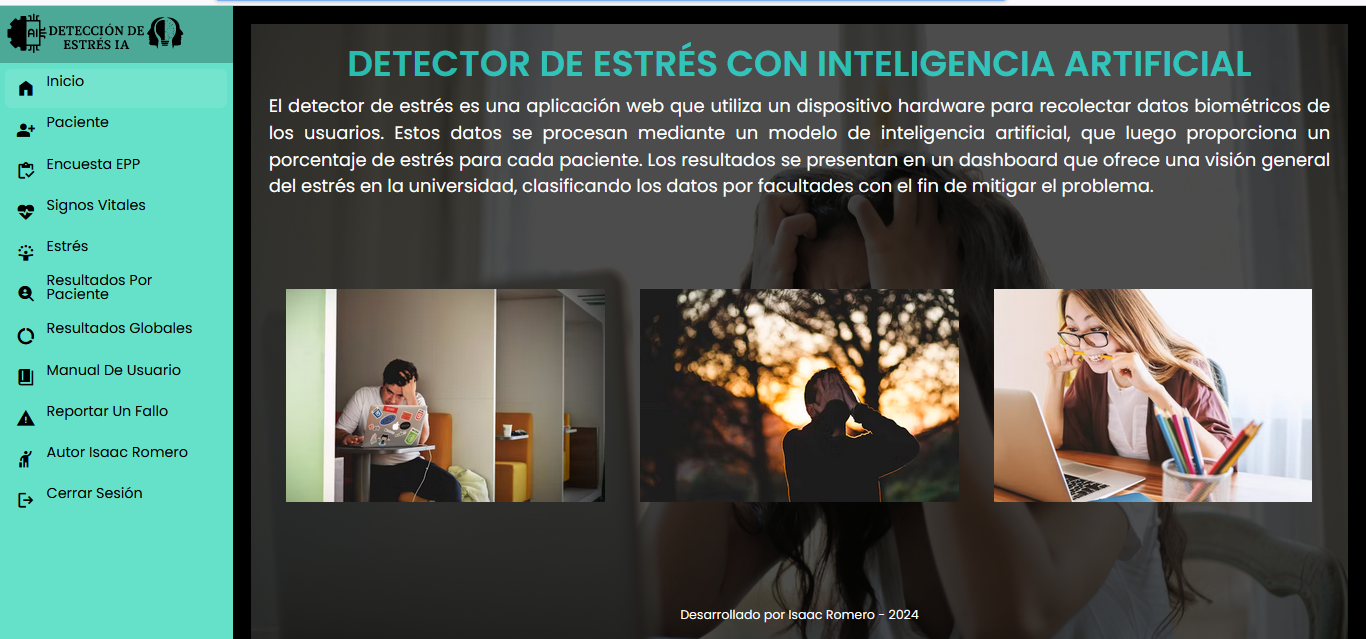 AI
DETECCIÓN DE
ESTRÉS IA
Inicio
Paciente
Encuesta EPP
Signos Vitales
Estrés
Resultados Por
Paciente
Resultados Globales
Manual De Usuario
Reportar Un Fallo
Autor Isaac Romero
Cerrar Sesión
DETECTOR DE ESTRÉS CON INTELIGENCIA ARTIFICIAL
El detector de estrés es una aplicación web que utiliza un dispositivo hardware para recolectar datos biométricos de
los usuarios. Estos datos se procesan mediante un modelo de inteligencia artificial, que luego proporciona un
porcentaje de estrés para cada paciente. Los resultados se presentan en un dashboard que ofrece una visión general
del estrés en la universidad, clasificando los datos por facultades con el fin de mitigar el problema.
Desarrollado por Isaac Romero - 2024